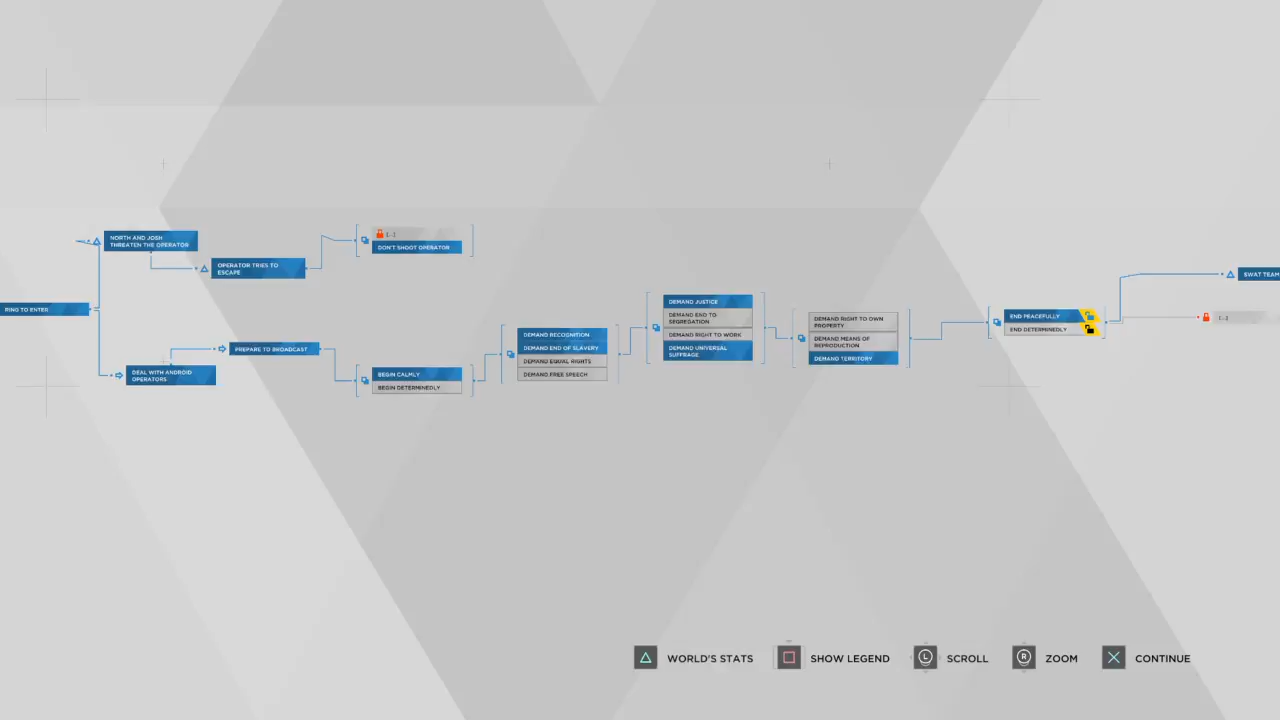 NORTH AND JOSH
THREATEN THE OPERATOR
OPERATOR TRIES TO
ESCAPE
[...]
DON'T SHOOT OPERATOR
RING TO ENTER
PREPARE TO BROADCAST
DEAL WITH ANDROID
OPERATORS
BEGIN CALMLY
BEGIN DETERMINEDLY
DEMAND RECOGNITION
DEMAND END OF SLAVERY
DEMAND EQUAL RIGHTS
DEMAND FREE SPEECH
DEMAND JUSTICE
DEMAND END TO
SEGREGATION
DEMAND RIGHT TO WORK
DEMAND UNIVERSAL
SUFFRAGE
DEMAND RIGHT TO OWN
PROPERTY
DEMAND MEANS OF
REPRODUCTION
DEMAND TERRITORY
END PEACEFULLY
END DETERMINEDLY
SWAT TEAM
[...]
WORLD'S STATS
SHOW LEGEND
L SCROLL
R ZOOM
CONTINUE